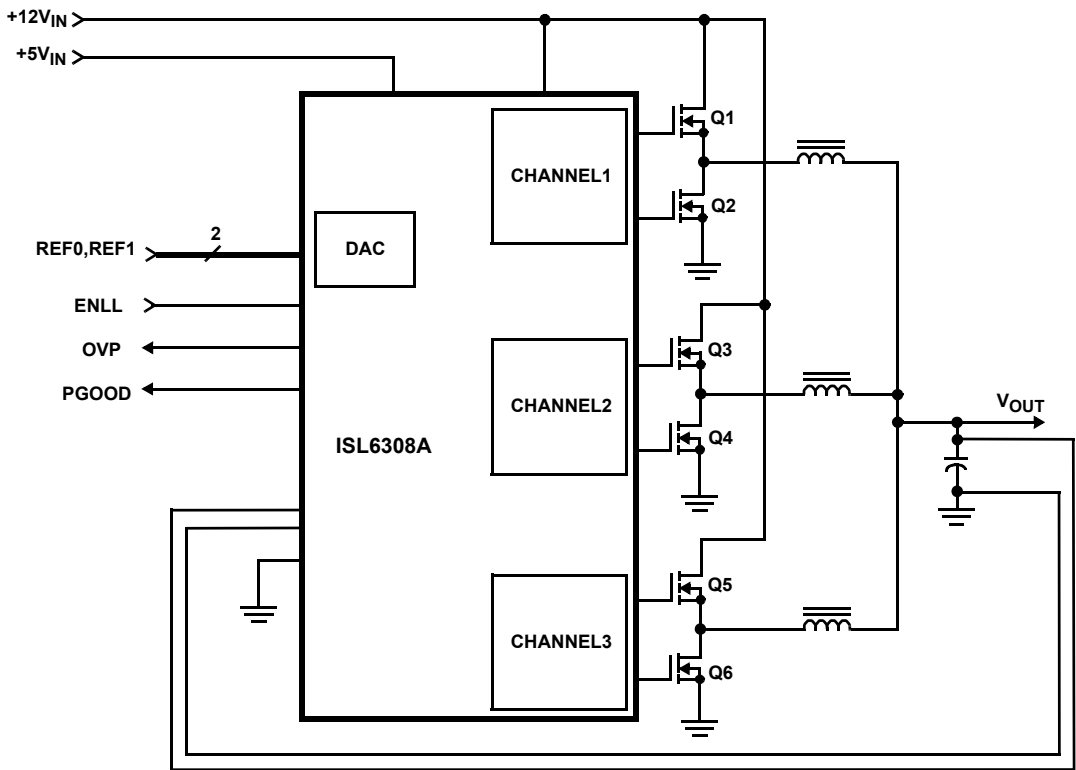 +12VIN
+5VIN
Q1
CHANNEL1
Q2
2
REF0,REF1
DAC
ENLL
OVP
Q3
PGOOD
CHANNEL2
VOUT
Q4
ISL6308A
Q5
CHANNEL3
Q6